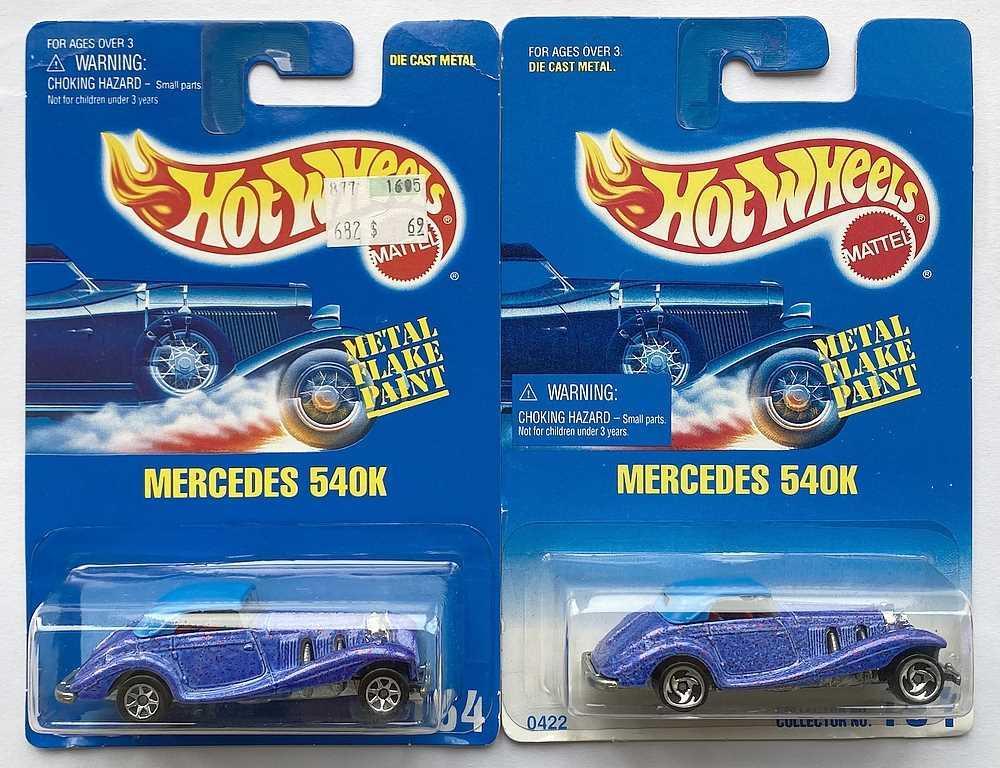 FOR AGES OVER 3
⚠ WARNING:
CHOKING HAZARD – Small parts
Not for children under 3 years
DIE CAST METAL
HOT WHEELS
®
877 1605
682 $ 69
MATTEL
®
METAL
FLAKE
PAINT
MERCEDES 540K
64
FOR AGES OVER 3.
DIE CAST METAL.
HOT WHEELS
®
MATTEL
®
METAL
FLAKE
PAINT
⚠ WARNING:
CHOKING HAZARD – Small parts.
Not for children under 3 years.
MERCEDES 540K
0422
COLLECTOR NO.